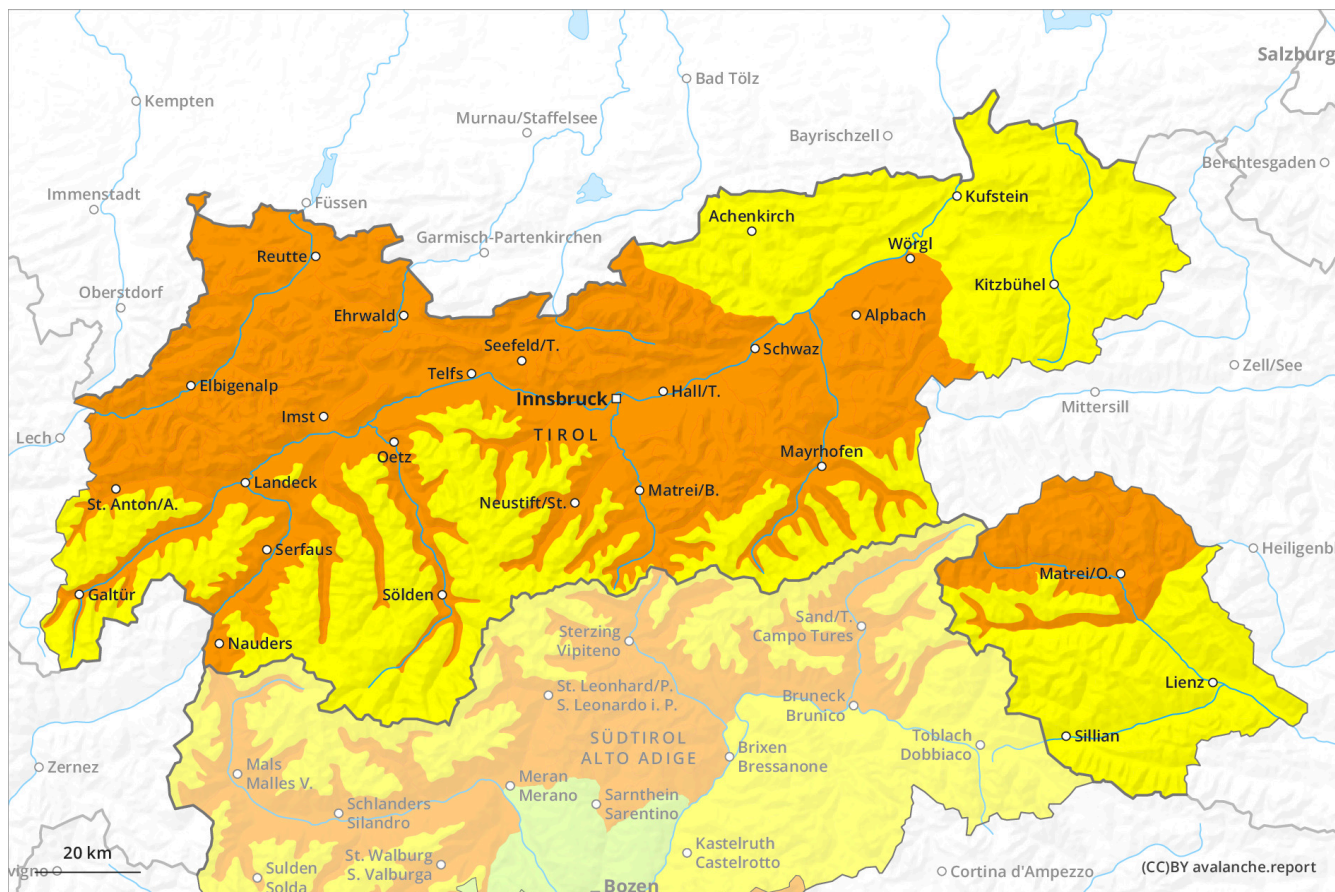 Salzburg
Bad Tölz
Kempten
Murnau/Staffelsee
Bayrischzell
Berchtesgaden
Immenstadt
Füssen
Kufstein
Achenkirch
Garmisch-Partenkirchen
Wörgl
Reutte
Kitzbühel
Oberstdorf
Ehrwald
Alpbach
Seefeld/T.
Schwaz
Zell/See
Telfs
Elbigenalp
Hall/T.
Innsbruck
Mittersill
Imst
TIROL
Lech
Oetz
Mayrhofen
Landeck
Matrei/B.
St. Anton/A.
Neustift/St.
Serfaus
Heiligenb
Matrei/O.
Galtür
Sölden
Sand/T.
Campo Tures
Sterzing
Vipiteno
Nauders
Lienz
St. Leonhard/P.
S. Leonardo i. P.
Bruneck
Brunico
Sillian
SÜDTIROL
ALTO ADIGE
Toblach
Dobbiaco
Brixen
Bressanone
Zernez
Mals
Malles V.
Meran
Merano
Sarnthein
Sarentino
Schlanders
Silandro
Kastelruth
Castelrotto
20 km
St. Walburg
S. Valburga
vigno
Sulden
Solda
Cortina d'Ampezzo
(CC)BY avalanche.report
Bozen